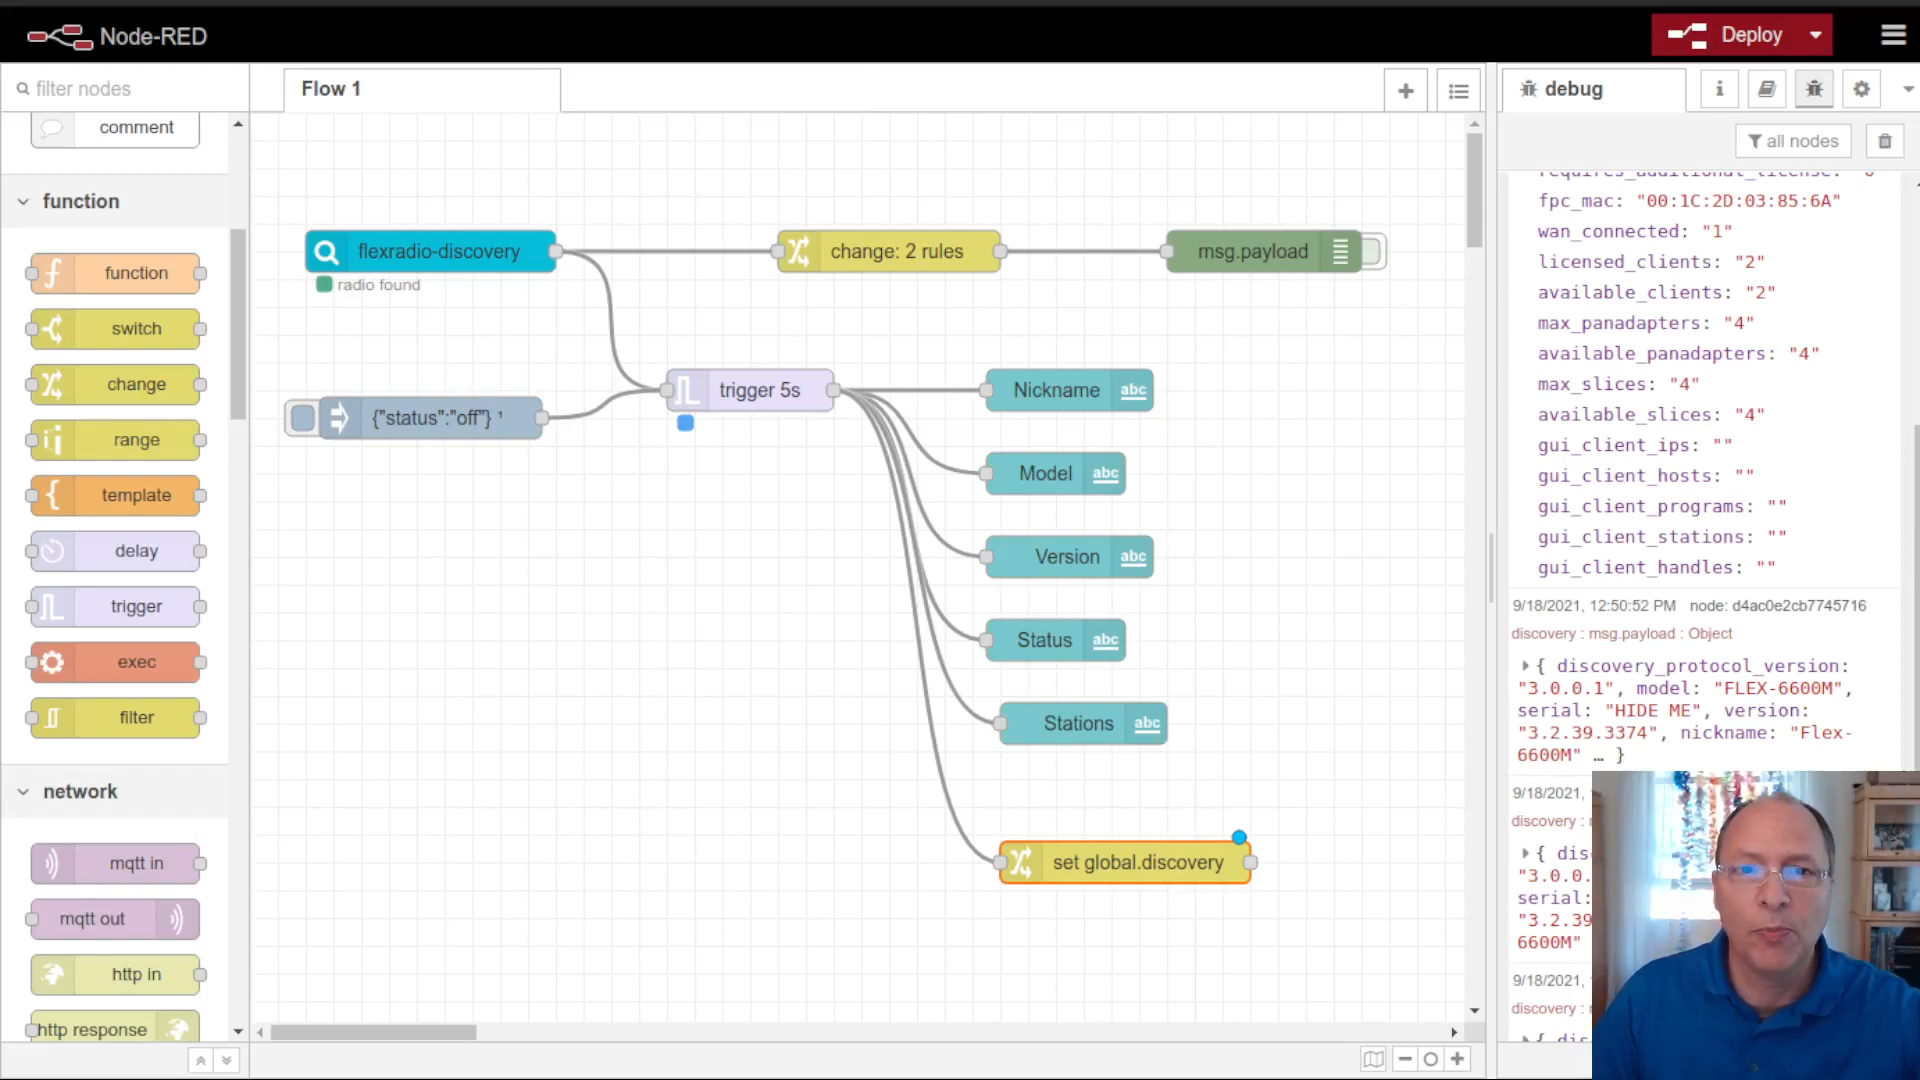 Node-RED
Deploy
filter nodes
Flow 1
debug
i
all nodes
comment
function
function
switch
change
range
template
delay
trigger
exec
filter
network
mqtt in
mqtt out
http in
http response
flexradio-discovery
radio found
change: 2 rules
msg.payload
{"status":"off"} ¹
trigger 5s
Nickname abc
Model abc
Version abc
Status abc
Stations abc
set global.discovery
requires_additional_license: "0
fpc_mac: "00:1C:2D:03:85:6A"
wan_connected: "1"
licensed_clients: "2"
available_clients: "2"
max_panadapters: "4"
available_panadapters: "4"
max_slices: "4"
available_slices: "4"
gui_client_ips: ""
gui_client_hosts: ""
gui_client_programs: ""
gui_client_stations: ""
gui_client_handles: ""
9/18/2021, 12:50:52 PM node: d4ac0e2cb7745716
discovery : msg.payload : Object
{ discovery_protocol_version:
"3.0.0.1", model: "FLEX-6600M",
serial: "HIDE ME", version:
"3.2.39.3374", nickname: "Flex-
6600M" … }
9/18/2021,
discovery :
{ dis
"3.0.0.
serial:
"3.2.39
6600M"
9/18/2021,
discovery :
{ dis